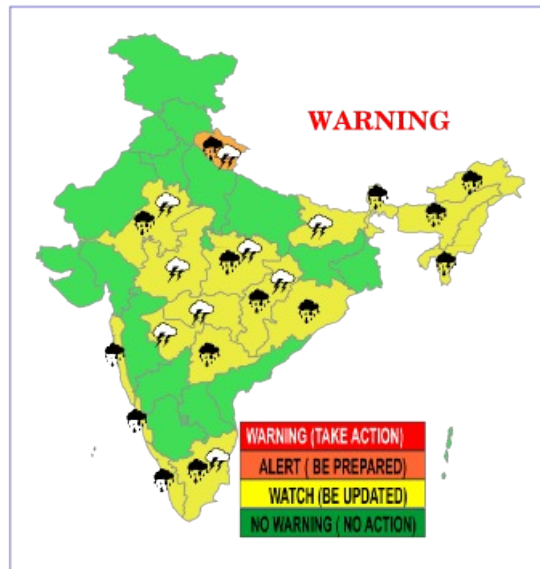 WARNING
WARNING (TAKE ACTION)
ALERT ( BE PREPARED)
WATCH (BE UPDATED)
NO WARNING ( NO ACTION)